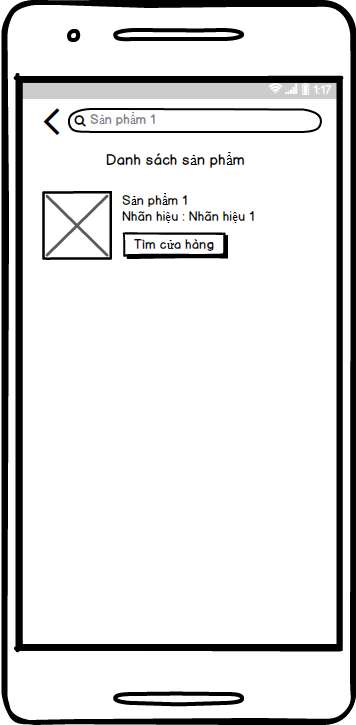 1:17
Sản phẩm 1
Danh sách sản phẩm
Sản phẩm 1
Nhãn hiệu : Nhãn hiệu 1
Tìm cửa hàng